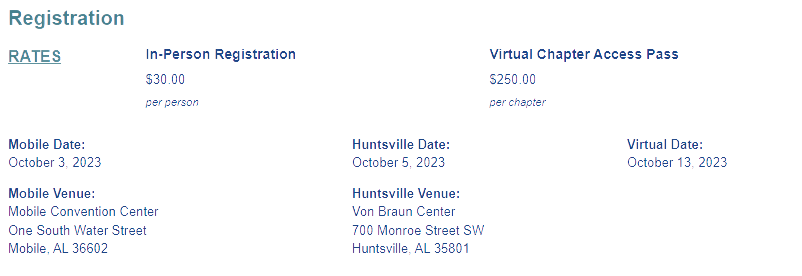 Registration
RATES
In-Person Registration
$30.00
per person
Virtual Chapter Access Pass
$250.00
per chapter
Mobile Date:
October 3, 2023
Huntsville Date:
October 5, 2023
Virtual Date:
October 13, 2023
Mobile Venue:
Mobile Convention Center
One South Water Street
Mobile, AL 36602
Huntsville Venue:
Von Braun Center
700 Monroe Street SW
Huntsville, AL 35801